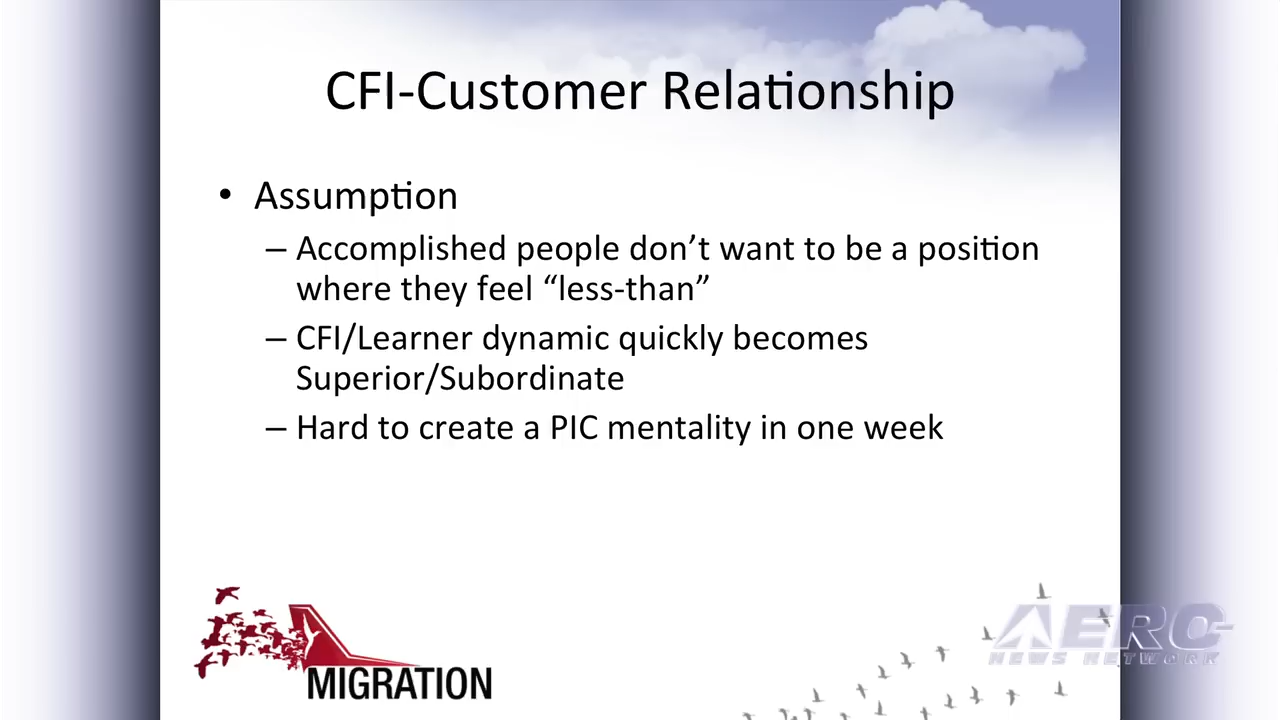 CFI-Customer Relationship
• Assumption
– Accomplished people don’t want to be a position
where they feel “less-than”
– CFI/Learner dynamic quickly becomes
Superior/Subordinate
– Hard to create a PIC mentality in one week
MIGRATION
AERO
NEWS NETWORK